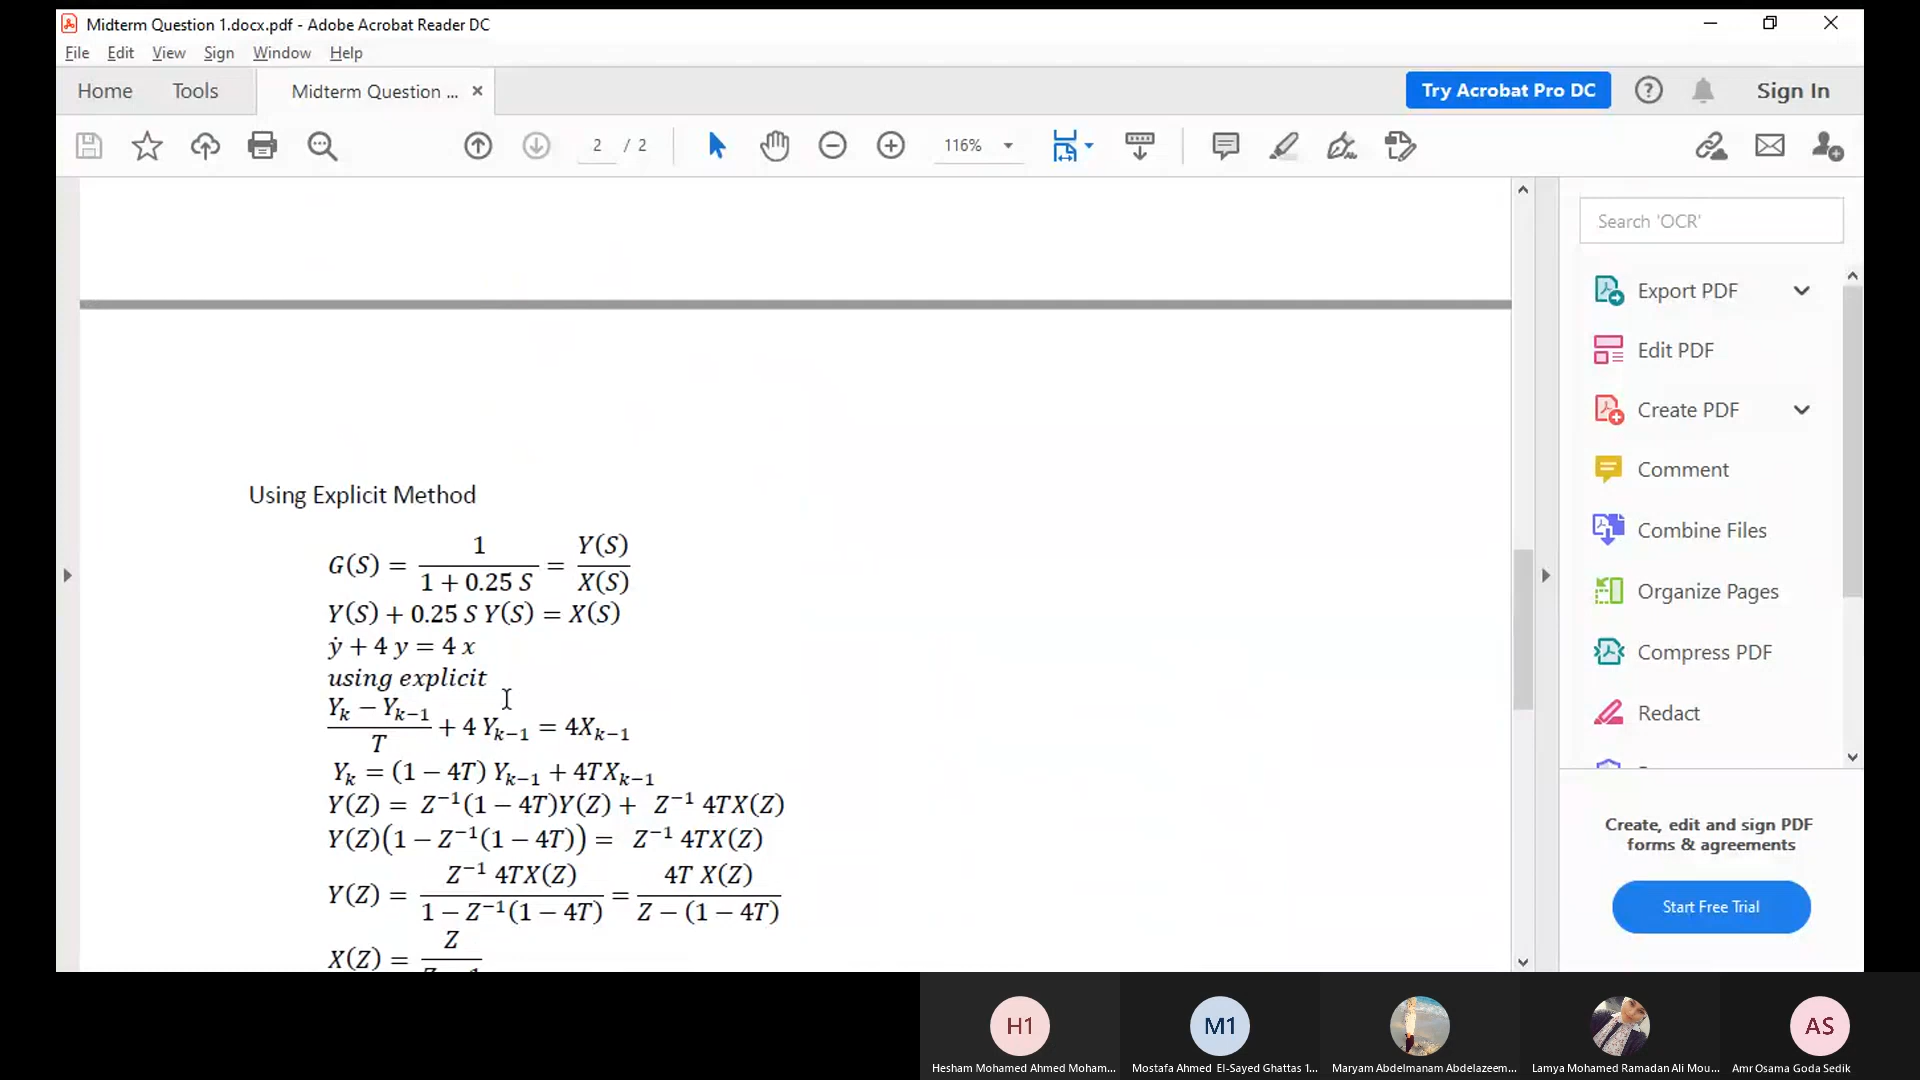 Midterm Question 1.docx.pdf - Adobe Acrobat Reader DC
File Edit View Sign Window Help
Home Tools Midterm Question ... × Try Acrobat Pro DC Sign In
2 / 2 116%
Search 'OCR'
Export PDF
Edit PDF
Create PDF
Comment
Combine Files
Organize Pages
Compress PDF
Redact
Create, edit and sign PDF
forms & agreements
Start Free Trial
Using Explicit Method
G(S) = 1 / (1 + 0.25 S) = Y(S) / X(S)
Y(S) + 0.25 S Y(S) = X(S)
ẏ + 4 y = 4 x
using explicit
(Y_k − Y_{k−1}) / T + 4 Y_{k−1} = 4X_{k−1}
Y_k = (1 − 4T) Y_{k−1} + 4TX_{k−1}
Y(Z) = Z⁻¹(1 − 4T)Y(Z) + Z⁻¹ 4TX(Z)
Y(Z)(1 − Z⁻¹(1 − 4T)) = Z⁻¹ 4TX(Z)
Y(Z) = Z⁻¹ 4TX(Z) / (1 − Z⁻¹(1 − 4T)) = 4T X(Z) / (Z − (1 − 4T))
X(Z) = Z / 
H1 M1 AS
Hesham Mohamed Ahmed Moham...
Mostafa Ahmed El-Sayed Ghattas 1...
Maryam Abdelmanam Abdelazeem...
Lamya Mohamed Ramadan Ali Mou...
Amr Osama Goda Sedik